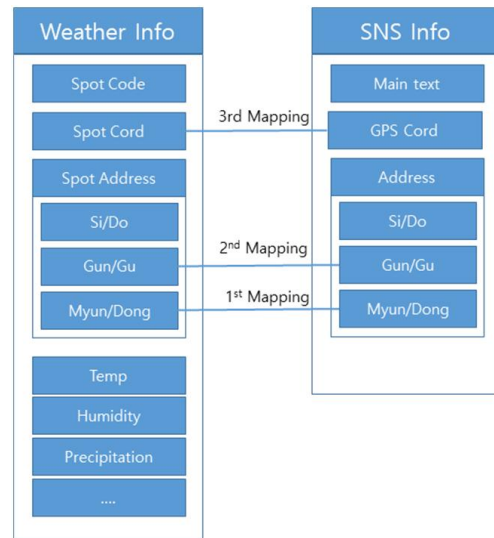 Weather Info
Spot Code
Spot Cord
Spot Address
Si/Do
Gun/Gu
Myun/Dong
Temp
Humidity
Precipitation
....
3rd Mapping
2nd Mapping
1st Mapping
SNS Info
Main text
GPS Cord
Address
Si/Do
Gun/Gu
Myun/Dong